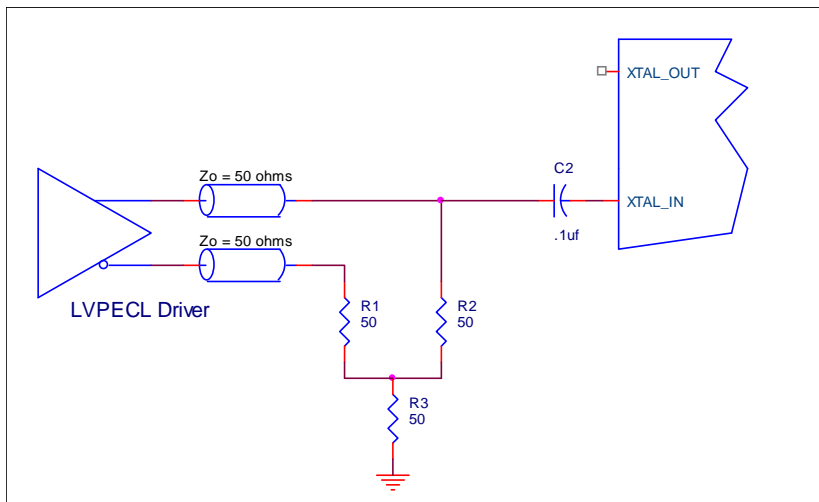 XTAL_OUT
Zo = 50 ohms
C2
XTAL_IN
.1uf
Zo = 50 ohms
LVPECL Driver
R1
50
R2
50
R3
50